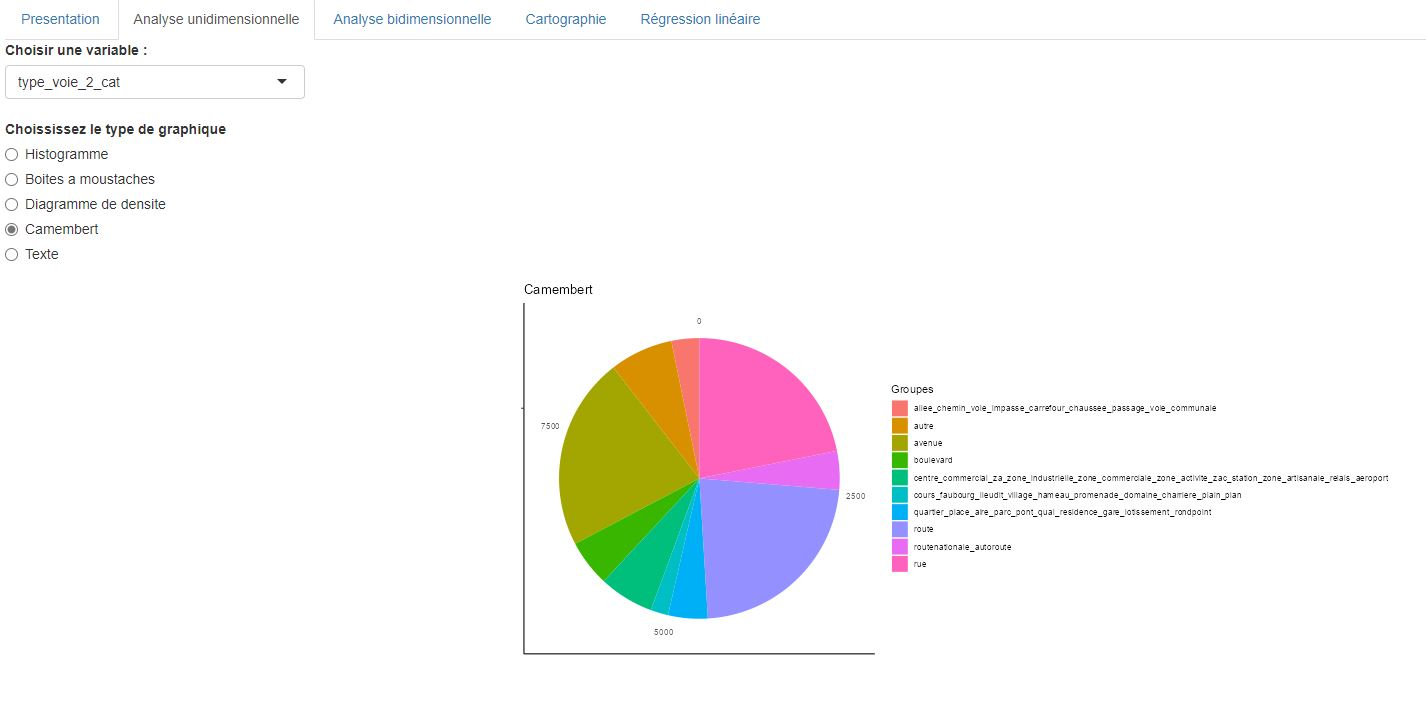 Presentation Analyse unidimensionnelle Analyse bidimensionnelle Cartographie Régression linéaire
Choisir une variable :
type_voie_2_cat
Choississez le type de graphique
Histogramme
Boites a moustaches
Diagramme de densite
Camembert
Texte
Camembert
0
7500
2500
5000
Groupes
allee_chemin_voie_impasse_carrefour_chaussee_passage_voie_communale
autre
avenue
boulevard
centre_commercial_za_zone_industrielle_zone_commerciale_zone_activite_zac_station_zone_artisanale_relais_aeroport
cours_faubourg_lieudit_village_hameau_promenade_domaine_charriere_plain_plan
quartier_place_aire_parc_pont_quai_residence_gare_lotissement_rondpoint
route
routenationale_autoroute
rue